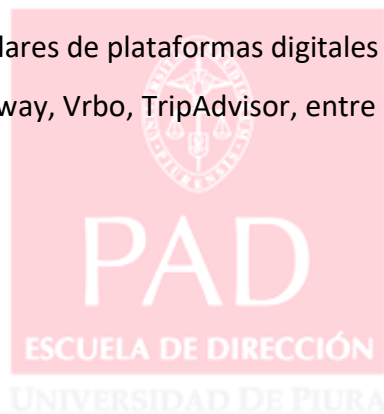 lares de plataformas digitales
way, Vrbo, TripAdvisor, entre
PAD
ESCUELA DE DIRECCIÓN
UNIVERSIDAD DE PIURA